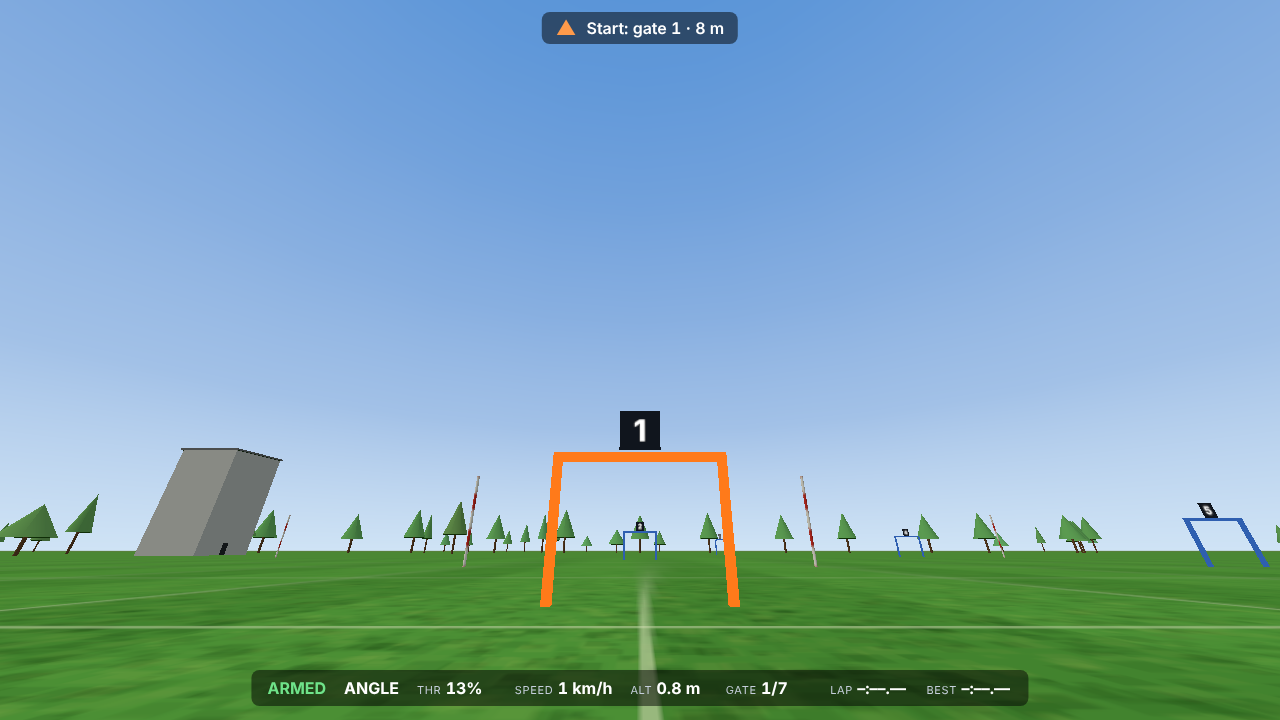 Start: gate 1 · 8 m
1
5
ARMED ANGLE THR 13% SPEED 1 km/h ALT 0.8 m GATE 1/7 LAP –:––.–– BEST –:––.––